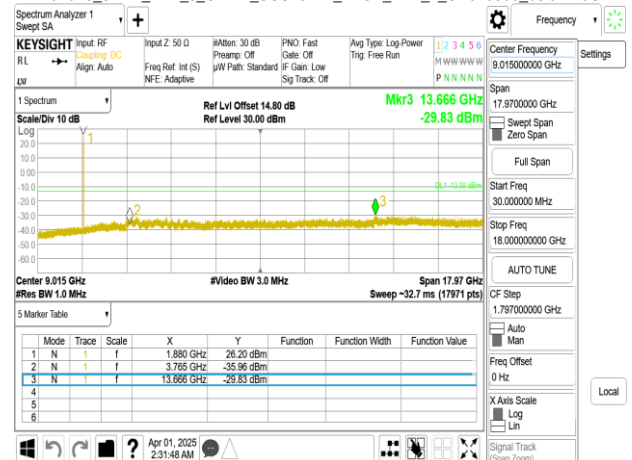 Spectrum Analyzer 1
Swept SA
Frequency
KEYSIGHT
Input: RF
Coupling: DC
Align: Auto
Input Z: 50 Ω
Freq Ref: Int (S)
NFE: Adaptive
#Atten: 30 dB
Preamp: Off
µW Path: Standard
PNO: Fast
Gate: Off
IF Gain: Low
Sig Track: Off
Avg Type: Log-Power
Trig: Free Run
1 2 3 4 5 6
M W W W W W
P N N N N N
RL
Center Frequency
9.015000000 GHz
Settings
Span
17.9700000 GHz
Swept Span
Zero Span
Full Span
Start Freq
30.000000 MHz
Stop Freq
18.000000000 GHz
AUTO TUNE
CF Step
1.797000000 GHz
Auto
Man
Freq Offset
0 Hz
X Axis Scale
Log
Lin
Signal Track
(Span Zoom)
Local
1 Spectrum
Scale/Div 10 dB
Ref Lvl Offset 14.80 dB
Ref Level 30.00 dBm
Mkr3 13.666 GHz
-29.83 dBm
Log
20.0
10.0
0.00
-10.0
-20.0
-30.0
-40.0
-50.0
-60.0
1
2
3
DL1 -13.00 dBm
Center 9.015 GHz
#Res BW 1.0 MHz
#Video BW 3.0 MHz
Span 17.97 GHz
Sweep ~32.7 ms (17971 pts)
5 Marker Table
Mode Trace Scale X Y Function Function Width Function Value
1 N 1 f 1.880 GHz 26.20 dBm
2 N 1 f 3.765 GHz -35.96 dBm
3 N 1 f 13.666 GHz -29.83 dBm
4
5
6
?
Apr 01, 2025
2:31:48 AM